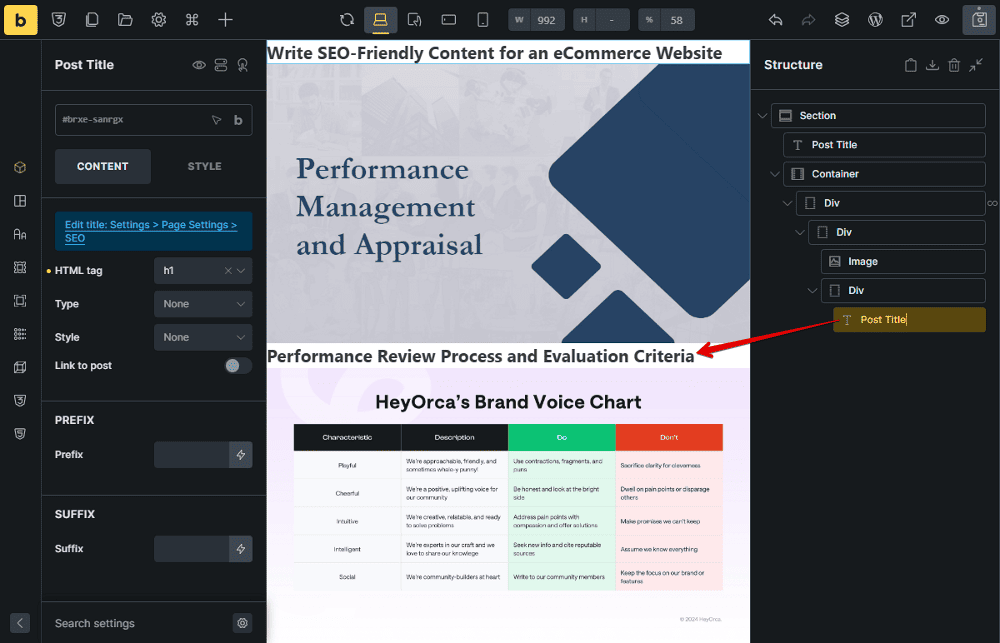 b
W 992
H -
% 58
Post Title
#brxe-sanrgx
b
CONTENT
STYLE
Edit title: Settings > Page Settings >
SEO
HTML tag
h1
Type
None
Style
None
Link to post
PREFIX
Prefix
SUFFIX
Suffix
Search settings
Write SEO-Friendly Content for an eCommerce Website
Performance
Management
and Appraisal
Performance Review Process and Evaluation Criteria
HeyOrca's Brand Voice Chart
Characteristic
Description
Do
Don't
Playful
We're approachable, friendly, and
sometimes whale-y punny!
Use contractions, fragments, and
puns
Sacrifice clarity for cleverness
Cheerful
We're a positive, uplifting voice for
our community
Be honest and look at the bright
side
Dwell on pain points or disparage
others
Intuitive
We're creative, relatable, and ready
to solve problems
Address pain points with
compassion and offer solutions
Make promises we can't keep
Intelligent
We're experts in our craft and we
love to share our knowlege
Seek new info and cite reputable
sources
Assume we know everything
Social
We're community-builders at heart
Write to our community members
Keep the focus on our brand or
features
© 2024 HeyOrca.
Structure
Section
Post Title
Container
Div
Div
Image
Div
Post Title